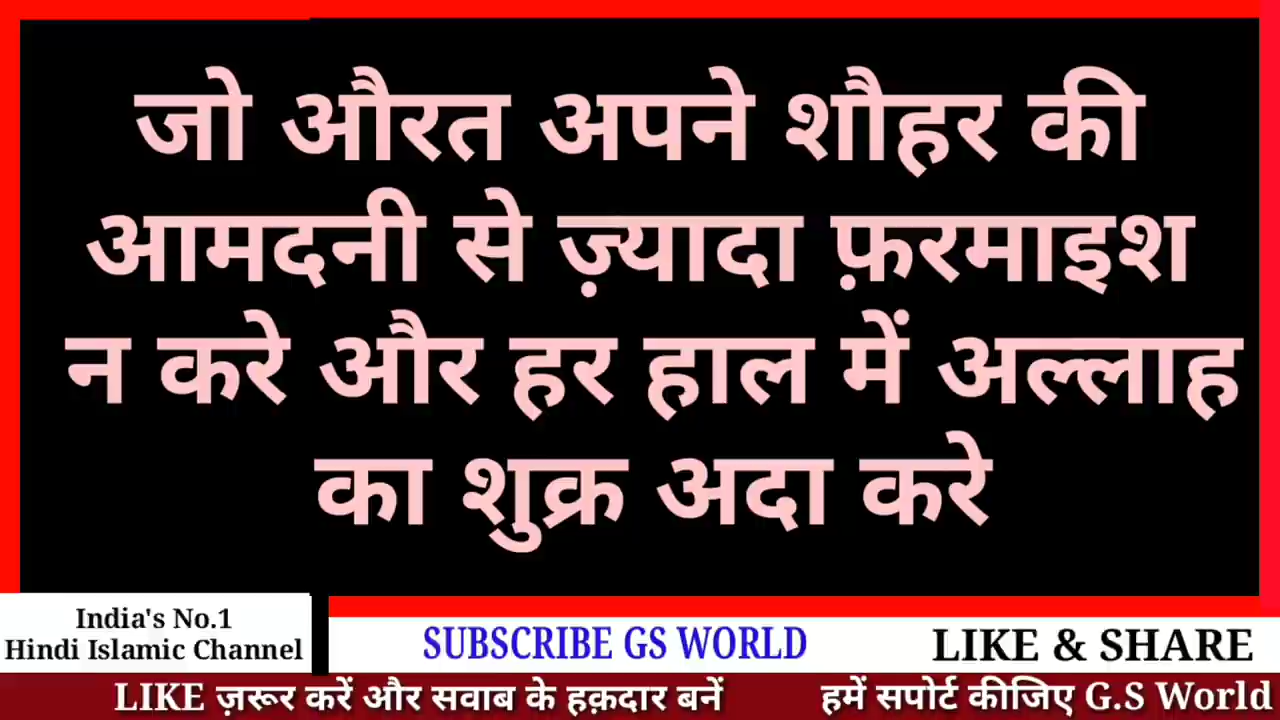 जो औरत अपने शौहर की
आमदनी से ज़्यादा फ़रमाइश
न करे और हर हाल में अल्लाह
का शुक्र अदा करे
India's No.1
Hindi Islamic Channel
SUBSCRIBE GS WORLD
LIKE & SHARE
LIKE ज़रूर करें और सवाब के हक़दार बनें
हमें सपोर्ट कीजिए G.S World